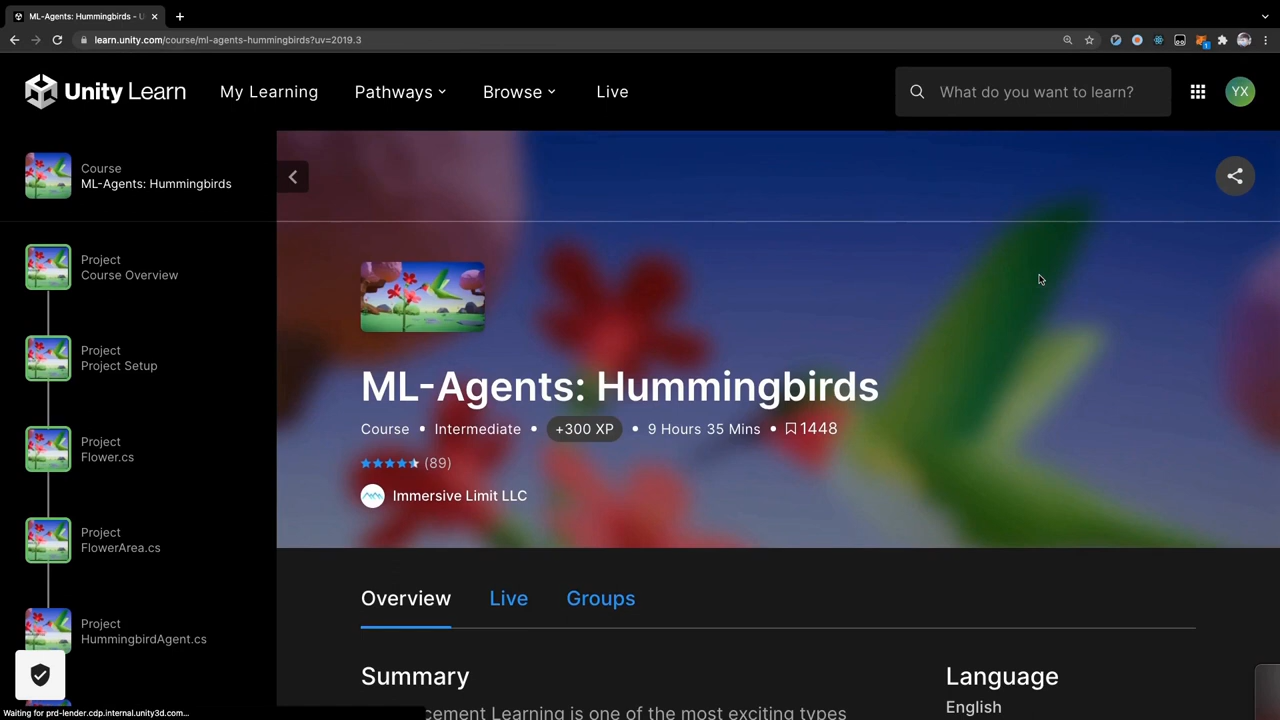 ML-Agents: Hummingbirds - U
learn.unity.com/course/ml-agents-hummingbirds?uv=2019.3
1
Unity Learn
My Learning
Pathways
Browse
Live
What do you want to learn?
YX
Course
ML-Agents: Hummingbirds
Project
Course Overview
Project
Project Setup
Project
Flower.cs
Project
FlowerArea.cs
Project
HummingbirdAgent.cs
ML-Agents: Hummingbirds
Course • Intermediate • +300 XP • 9 Hours 35 Mins • 1448
(89)
Immersive Limit LLC
Overview
Live
Groups
Summary
cement Learning is one of the most exciting types
Language
English
Waiting for prd-lender.cdp.internal.unity3d.com...